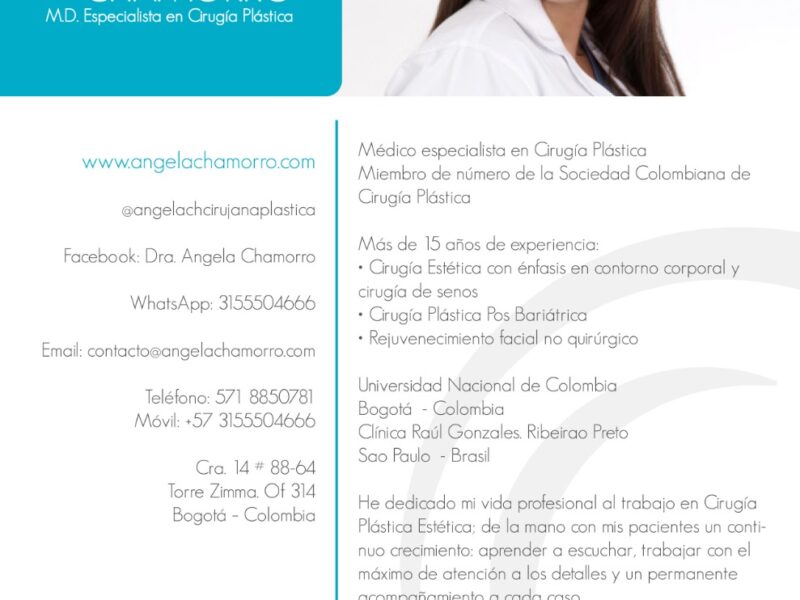 M.D. Especialista en Cirugía Plástica
www.angelachamorro.com
@angelachcirujanaplastica
Facebook: Dra. Angela Chamorro
WhatsApp: 3155504666
Email: contacto@angelachamorro.com
Teléfono: 571 8850781
Móvil: +57 3155504666
Cra. 14 # 88-64
Torre Zimma. Of 314
Bogotá - Colombia
Médico especialista en Cirugía Plástica
Miembro de número de la Sociedad Colombiana de
Cirugía Plástica
Más de 15 años de experiencia:
• Cirugía Estética con énfasis en contorno corporal y
cirugía de senos
• Cirugía Plástica Pos Bariátrica
• Rejuvenecimiento facial no quirúrgico
Universidad Nacional de Colombia
Bogotá - Colombia
Clínica Raúl Gonzales. Ribeirao Preto
Sao Paulo - Brasil
He dedicado mi vida profesional al trabajo en Cirugía
Plástica Estética; de la mano con mis pacientes un conti-
nuo crecimiento: aprender a escuchar, trabajar con el
máximo de atención a los detalles y un permanente
acompañamiento a cada caso